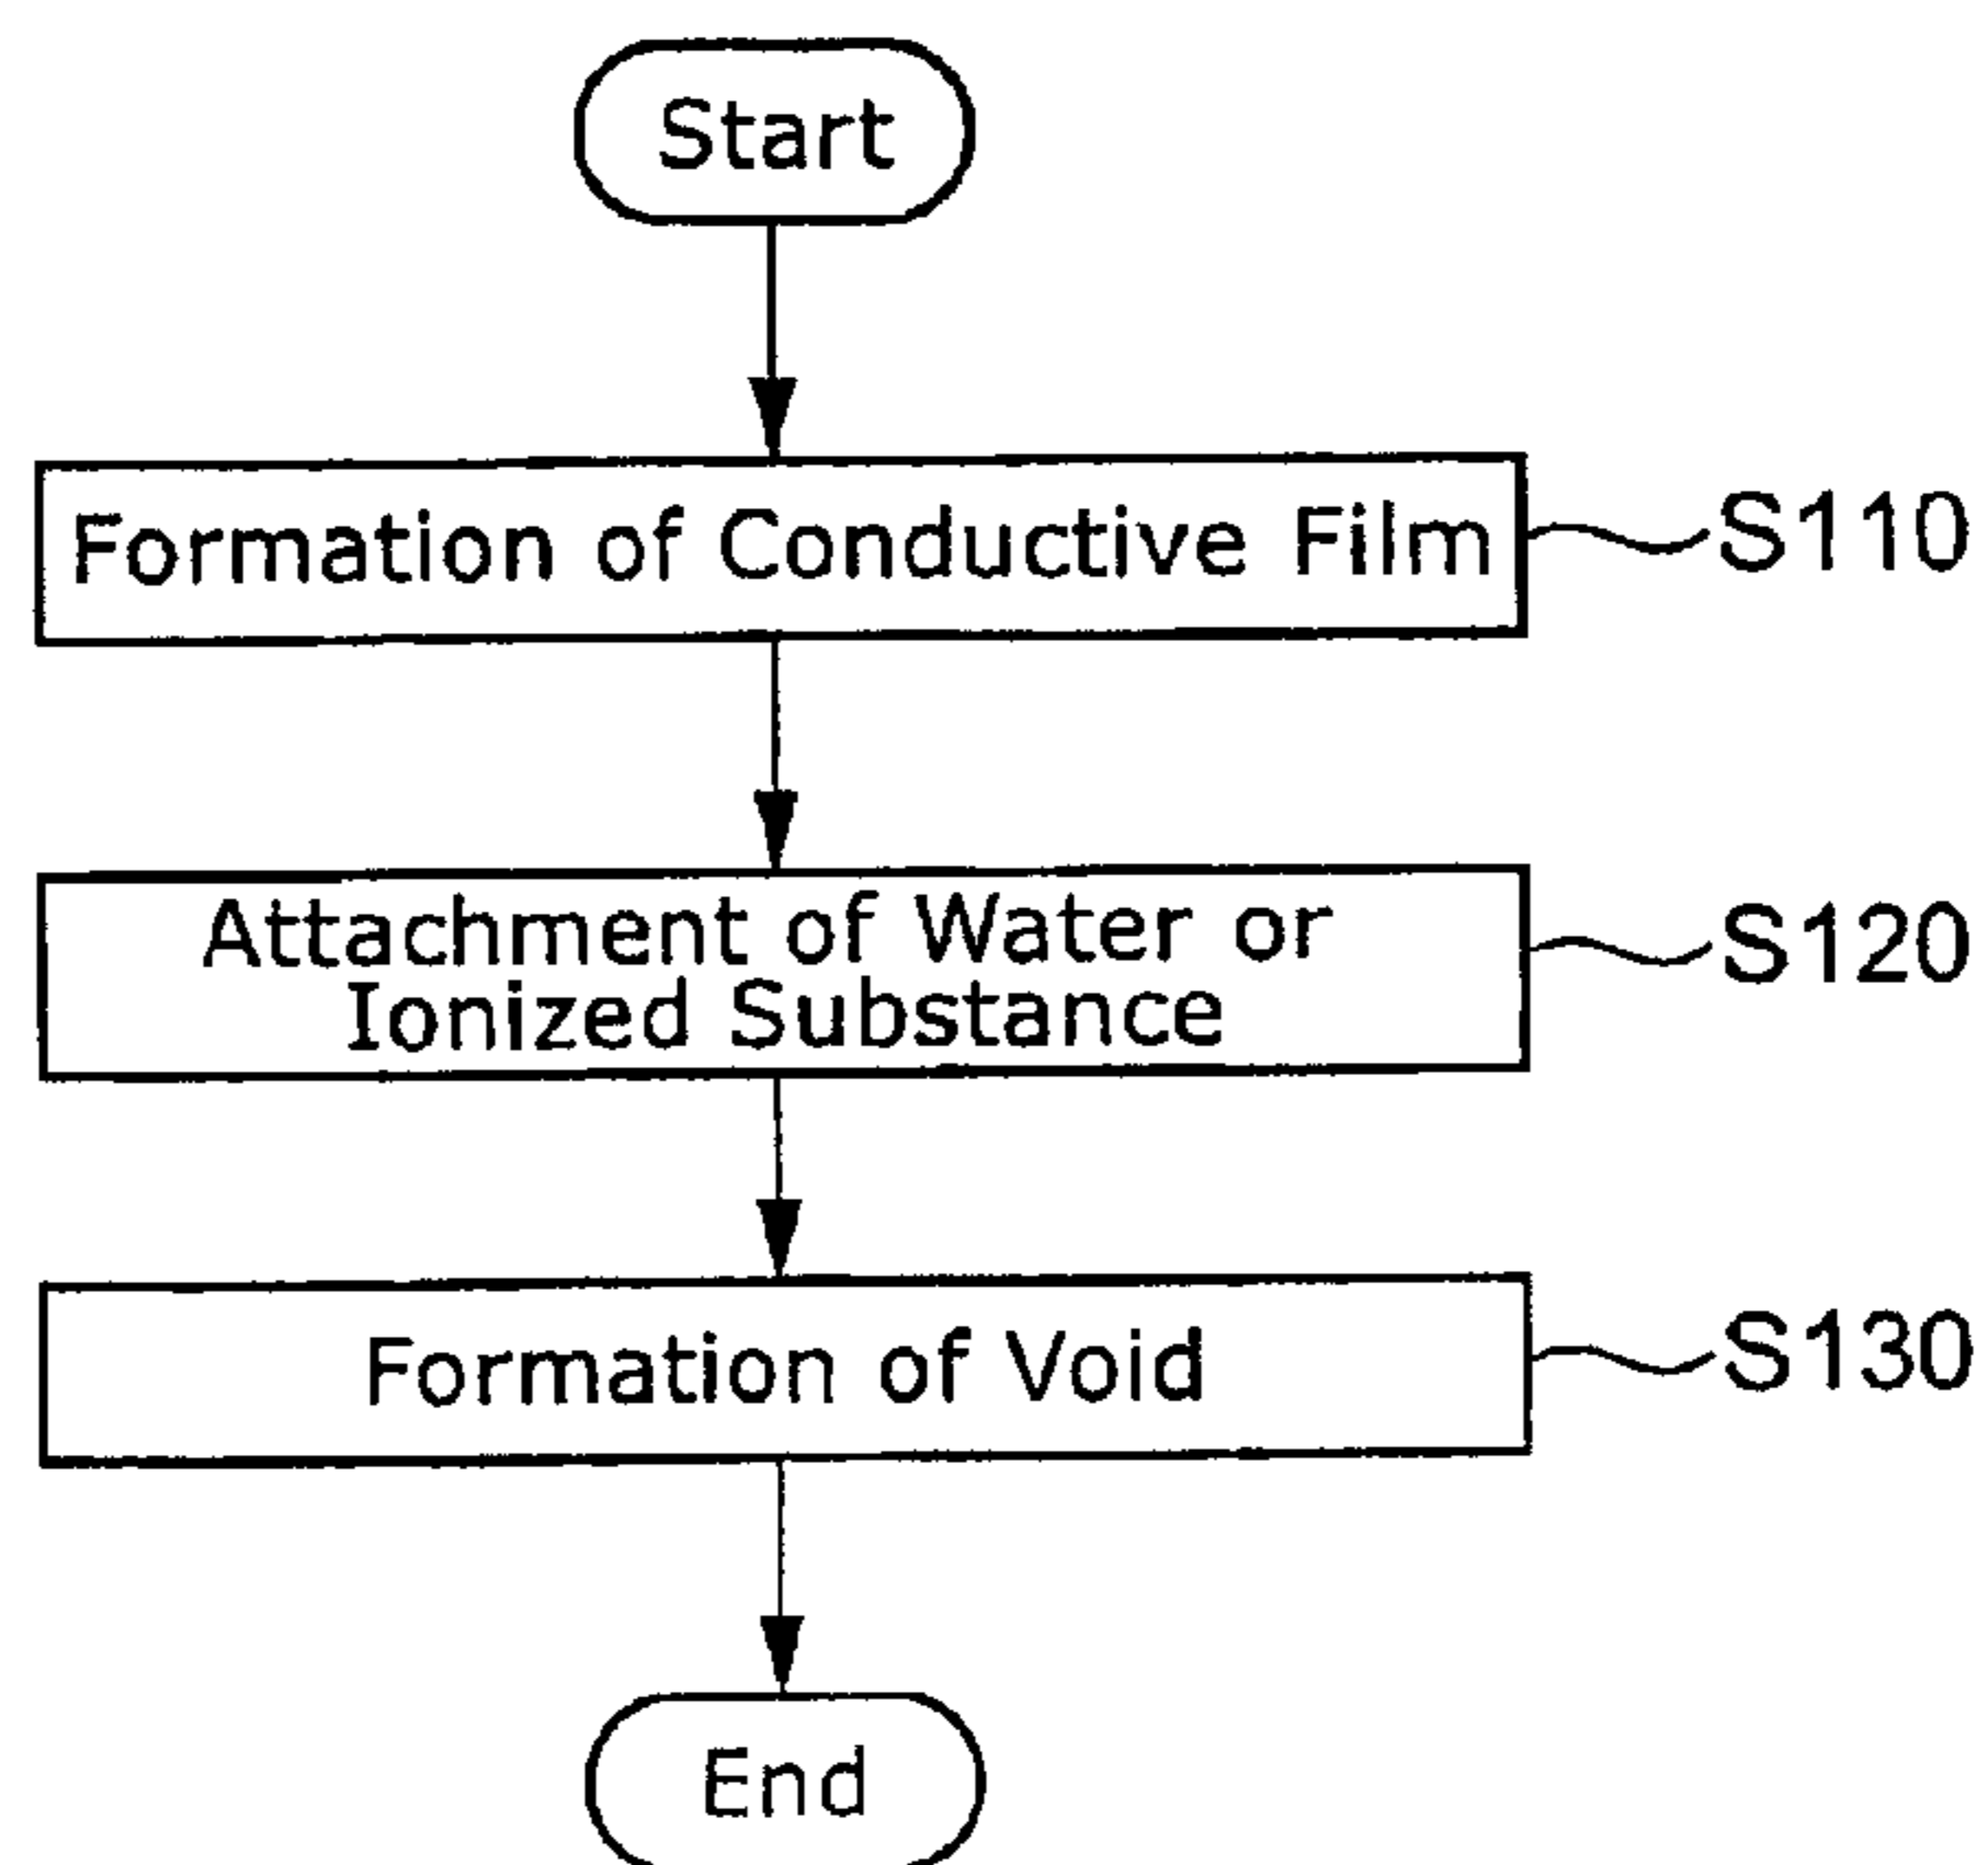 Start
Formation of Conductive Film
S110
Attachment of Water or
Ionized Substance
S120
Formation of Void
S130
End